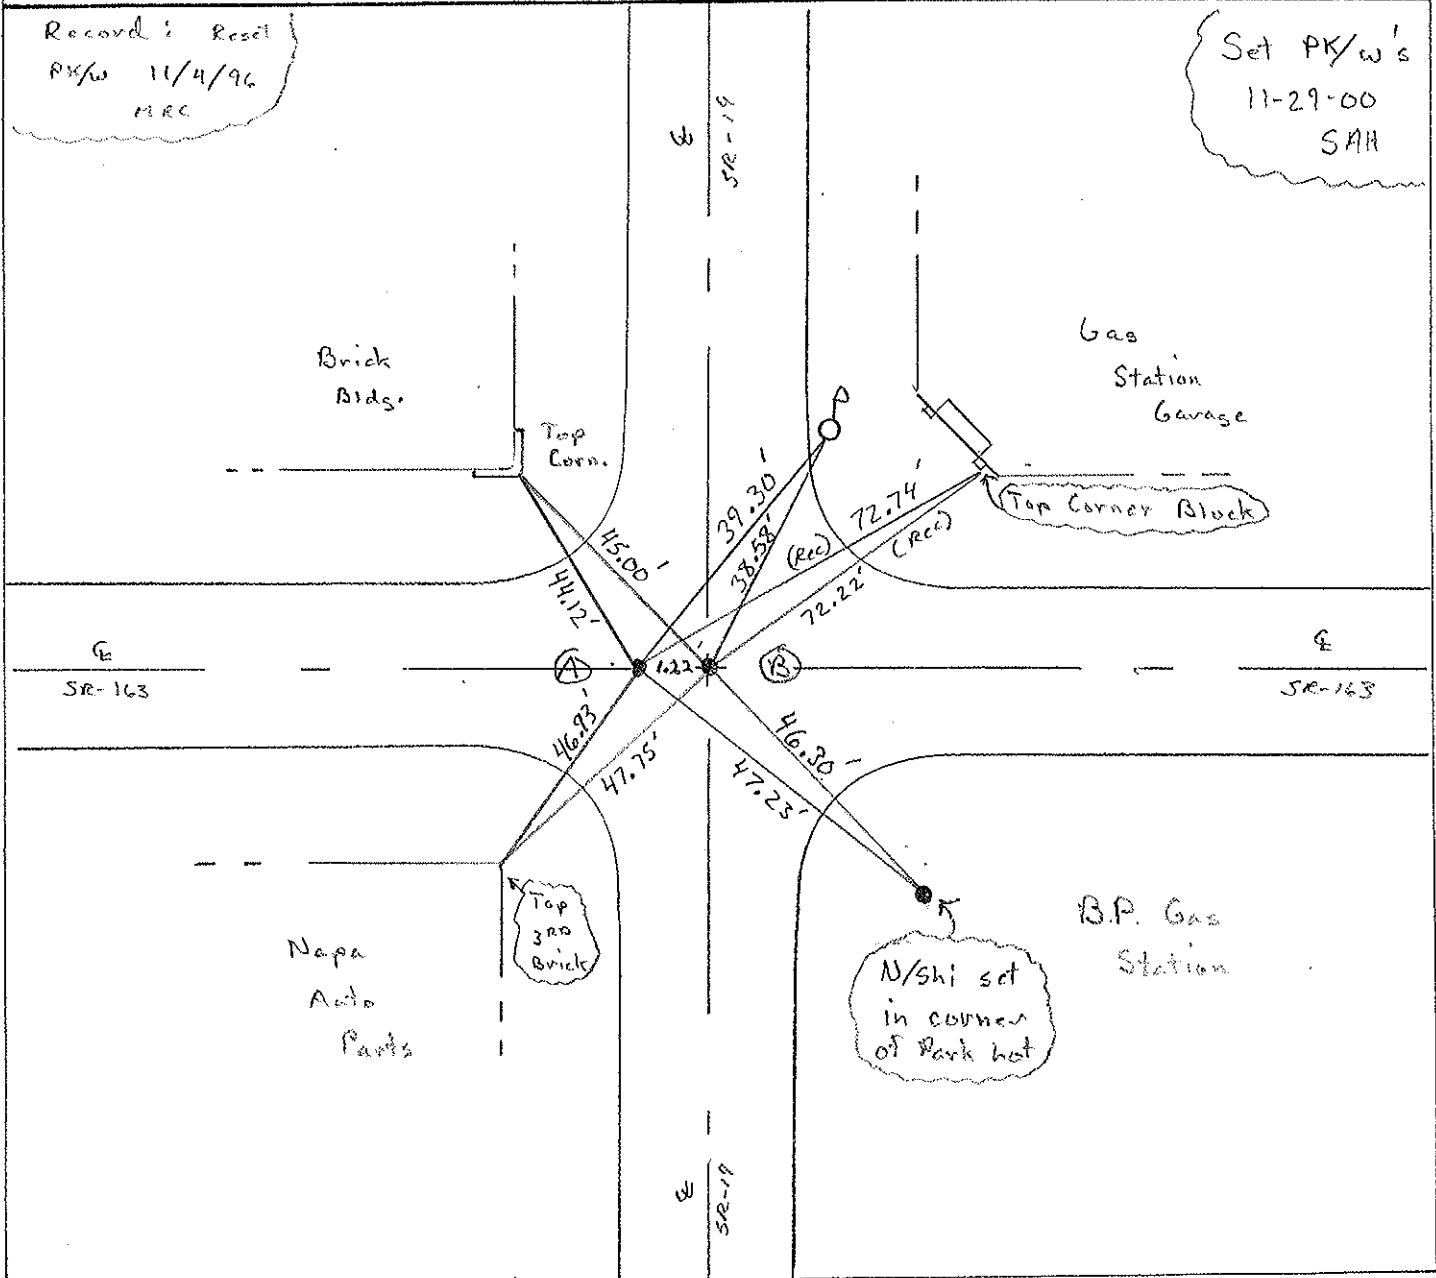 Record: Reset
PK/w 11/4/96
MRC
Set PK/w's
11-29-00
SAH
℄
SR-19
Brick
Bldg.
Top
Corn.
Gas
Station
Garage
Top Corner Block
39.30'
38.58'
72.74'
(Rec)
72.22'
(Rec)
45.00'
44.12'
℄
SR-163
A
1.22'
B
℄
SR-163
46.93'
47.75'
46.30'
47.23'
Top
3RD
Brick
Napa
Auto
Parts
N/Shi set
in corner
of Park Lot
B.P. Gas
Station
℄
SR-19